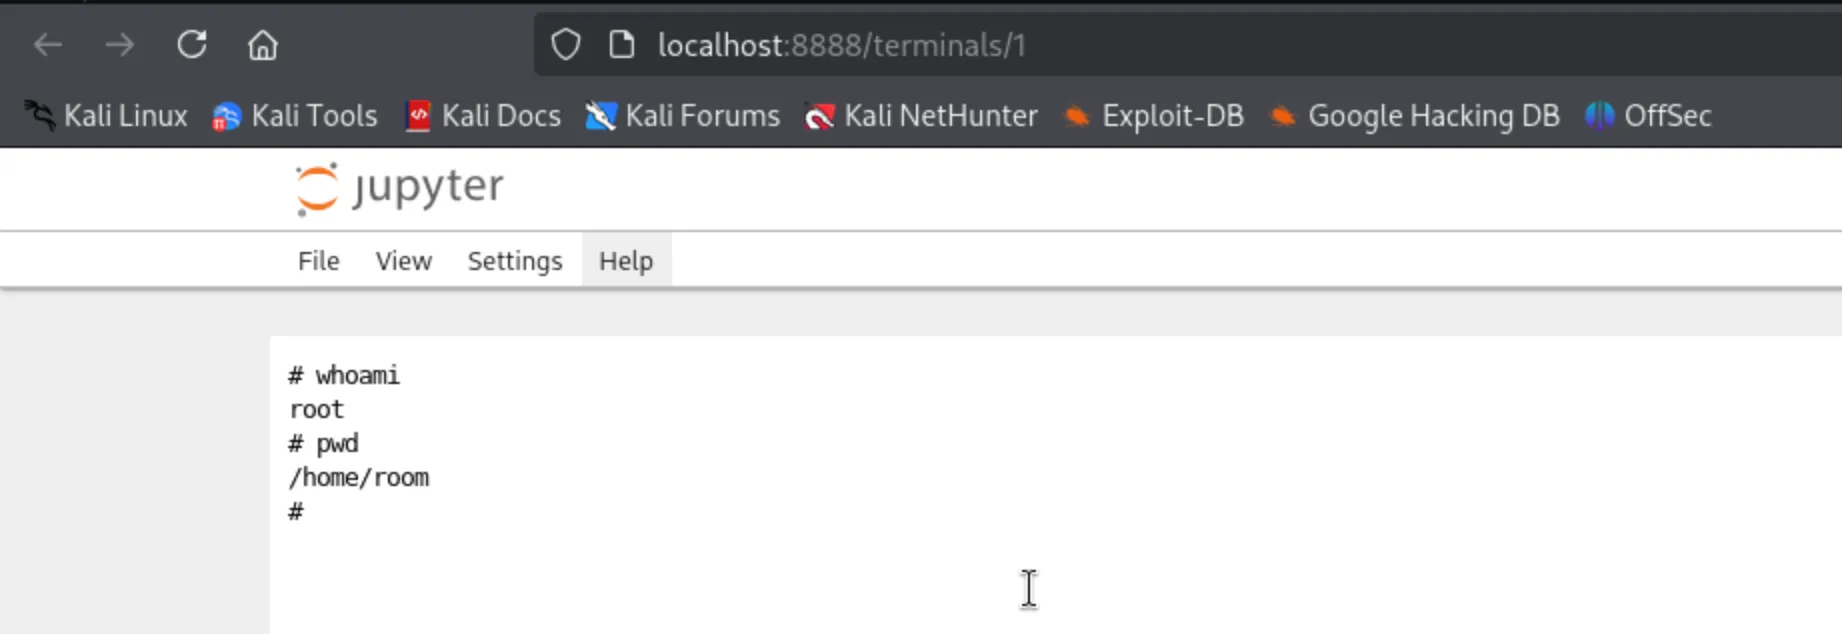 localhost:8888/terminals/1
Kali Linux Kali Tools Kali Docs Kali Forums Kali NetHunter Exploit-DB Google Hacking DB OffSec
jupyter
File View Settings Help
# whoami
root
# pwd
/home/room
#